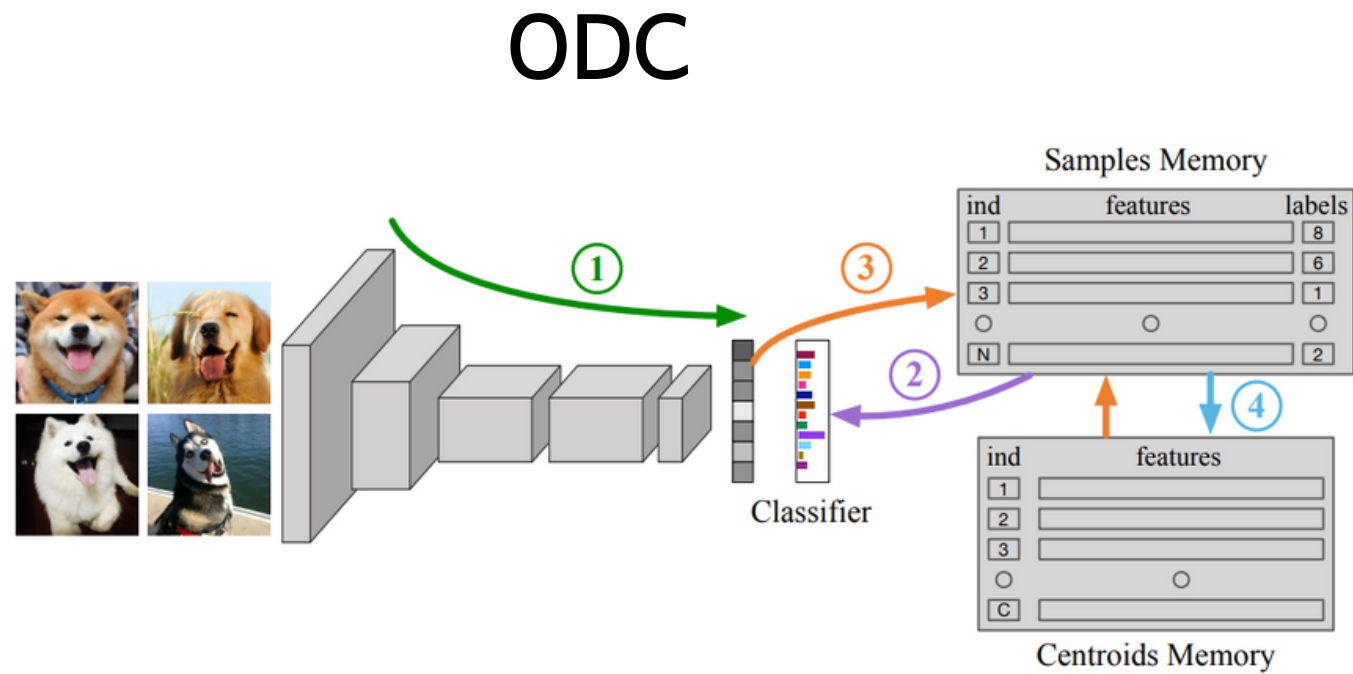 ODC
Samples Memory
ind features labels
1 8
2 6
3 1
N 2
1
3
2
4
Classifier
ind features
1
2
3
C
Centroids Memory